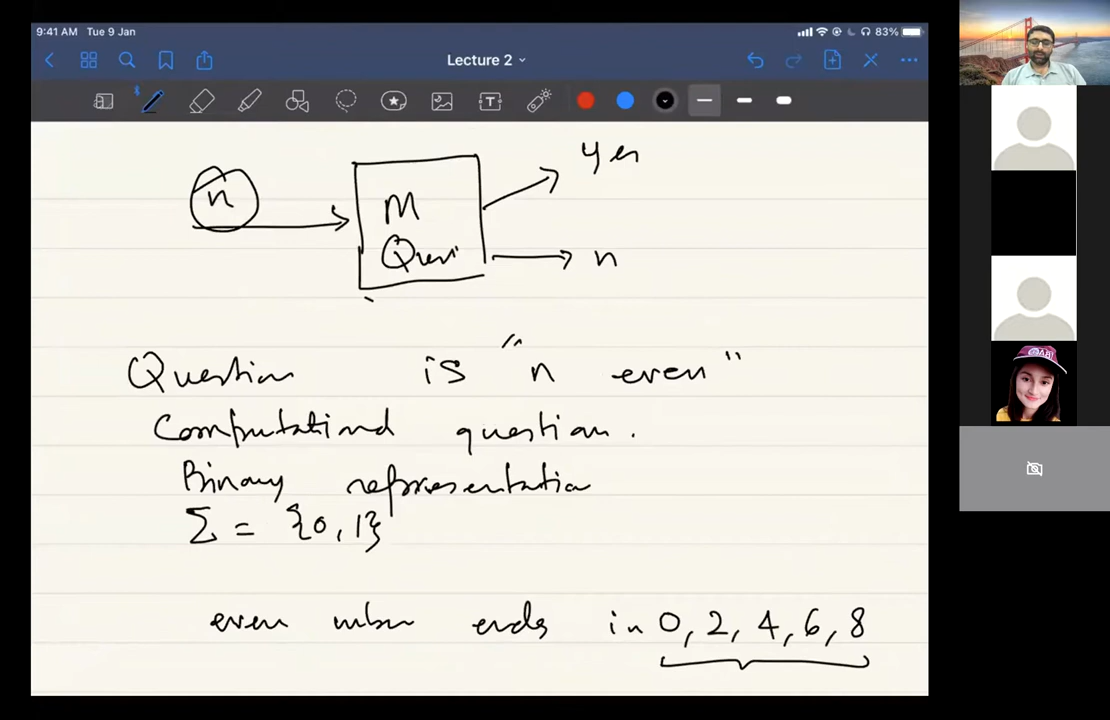 9:41 AM Tue 9 Jan 83%
Lecture 2
n
M
yes
Ques
n
Question is "n even"
Computational question.
Binary representation
Σ = {0, 1}
even number ends in 0, 2, 4, 6, 8